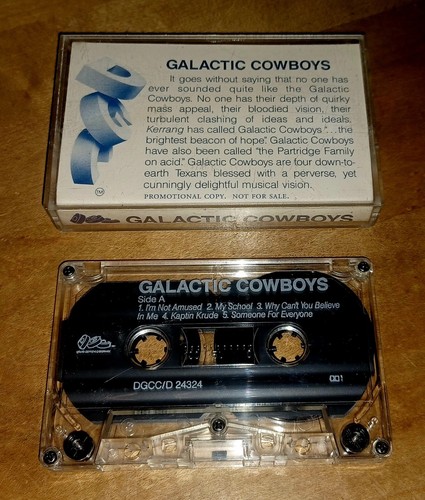 GALACTIC COWBOYS
It goes without saying that no one has
ever sounded quite like the Galactic
Cowboys. No one has their depth of quirky
mass appeal, their bloodied vision, their
turbulent clashing of ideas and ideals.
Kerrang has called Galactic Cowboys "...the
brightest beacon of hope". Galactic Cowboys
have also been called "the Partridge Family
on acid." Galactic Cowboys are four down-to-
earth Texans blessed with a perverse, yet
cunningly delightful musical vision.
PROMOTIONAL COPY. NOT FOR SALE.
TM
GALACTIC COWBOYS
GALACTIC COWBOYS
Side A
1. I'm Not Amused 2. My School 3. Why Can't You Believe
In Me 4. Kaptin Krude 5. Someone For Everyone
DGCC/D 24324